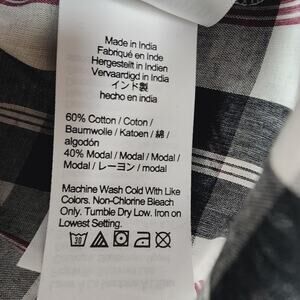 Made in India
Fabriqué en Inde
Hergestellt in Indien
Vervaardigd in India
インド製
hecho en india
60% Cotton / Coton /
Baumwolle / Katoen / 綿 /
algodón
40% Modal / Modal / Modal /
Modal / レーヨン / modal
Machine Wash Cold With Like
Colors. Non-Chlorine Bleach
Only. Tumble Dry Low. Iron on
Lowest Setting.
30